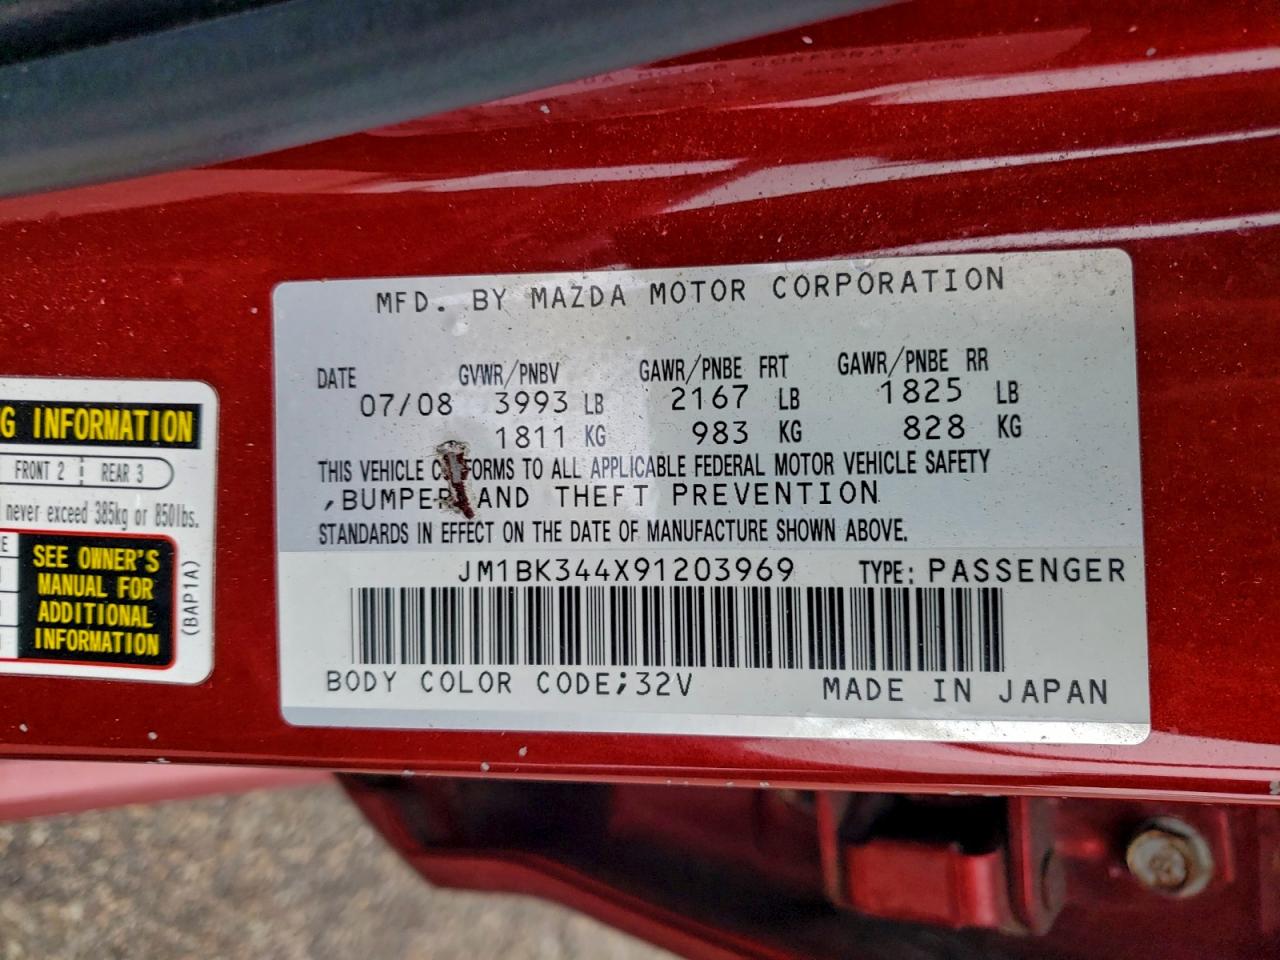 MFD. BY MAZDA MOTOR CORPORATION
DATE GVWR/PNBV GAWR/PNBE FRT GAWR/PNBE RR
07/08 3993 LB 2167 LB 1825 LB
1811 KG 983 KG 828 KG
THIS VEHICLE C FORMS TO ALL APPLICABLE FEDERAL MOTOR VEHICLE SAFETY
,BUMPER AND THEFT PREVENTION
STANDARDS IN EFFECT ON THE DATE OF MANUFACTURE SHOWN ABOVE.
JM1BK344X91203969 TYPE: PASSENGER
BODY COLOR CODE;32V MADE IN JAPAN
G INFORMATION
FRONT 2 REAR 3
never exceed 385kg or 850lbs.
SEE OWNER'S
MANUAL FOR
ADDITIONAL
INFORMATION
(BAP1A)